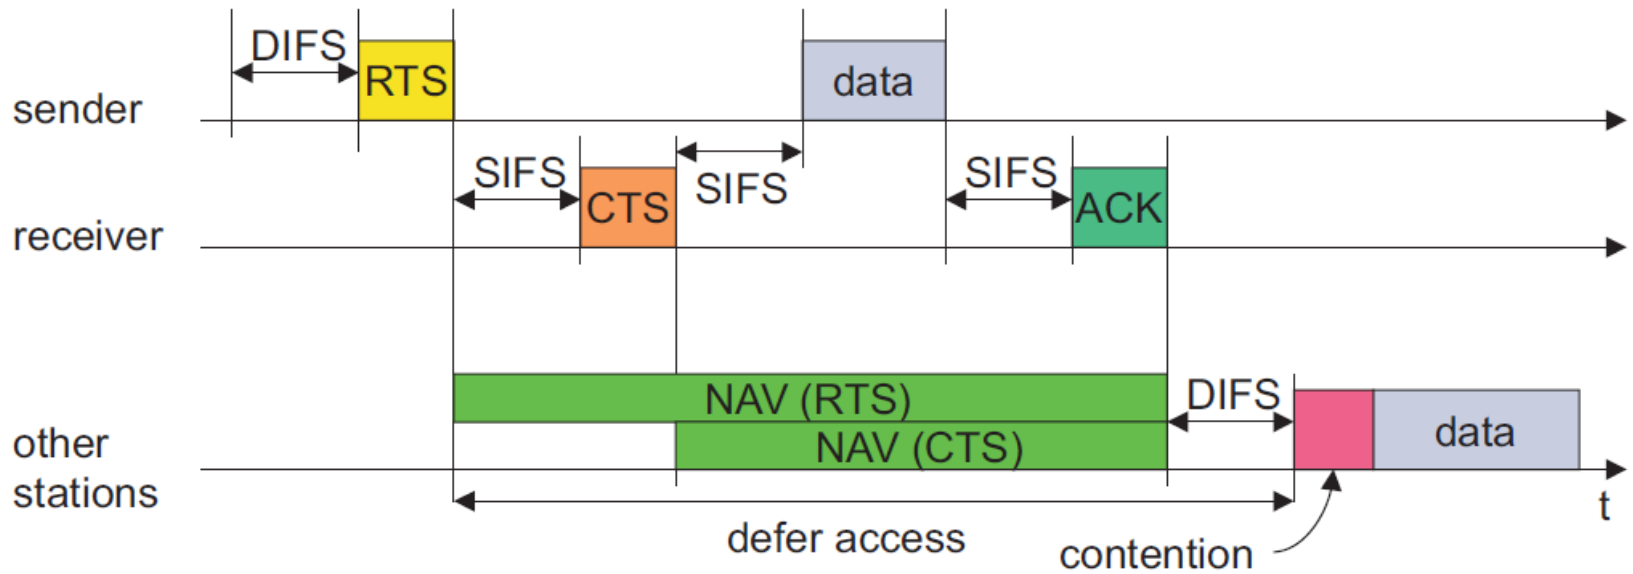 DIFS
RTS
data
sender
SIFS
CTS
SIFS
SIFS
ACK
receiver
NAV (RTS)
DIFS
NAV (CTS)
data
other
stations
t
defer access
contention